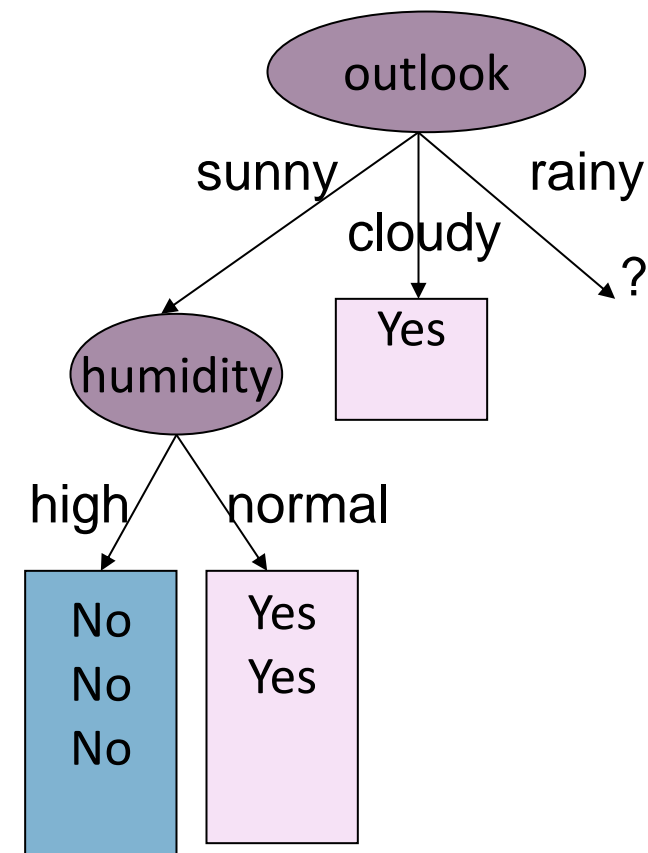 outlook
sunny
rainy
cloudy
?
Yes
humidity
high
normal
No
No
No
Yes
Yes